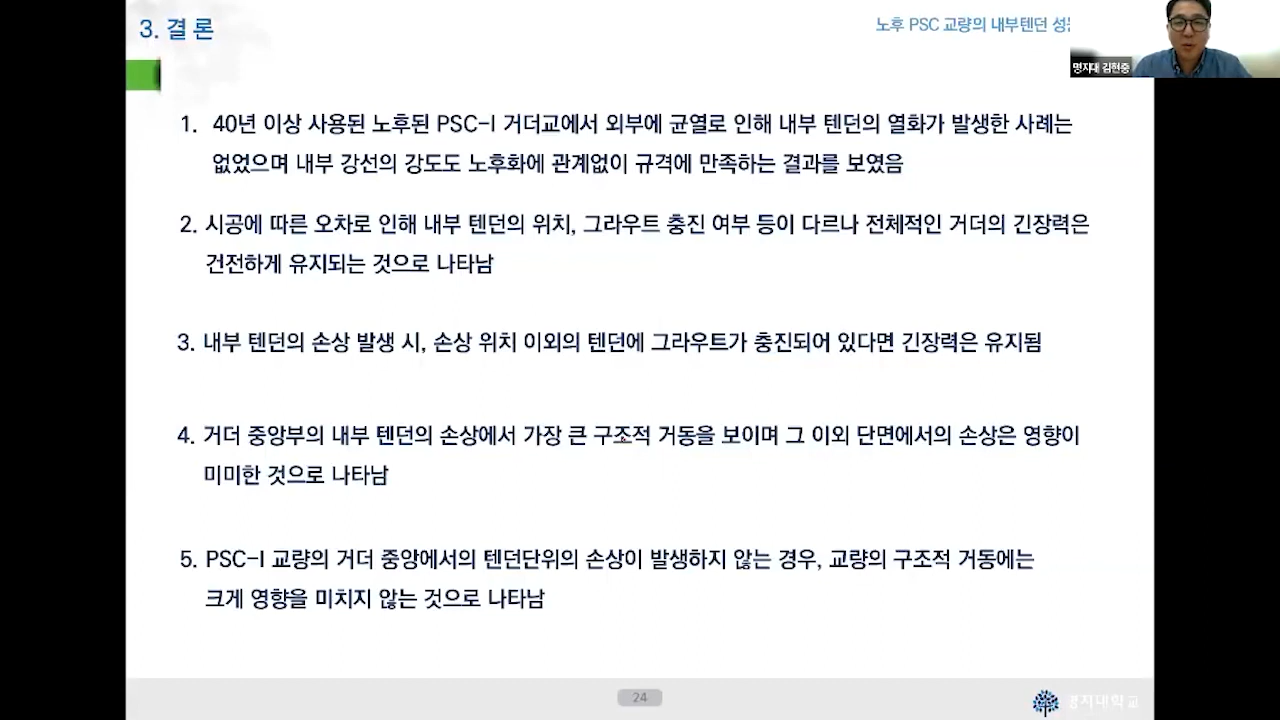 3. 결 론
노후 PSC 교량의 내부텐던
명지대 김현중
1. 40년 이상 사용된 노후된 PSC-I 거더교에서 외부에 균열로 인해 내부 텐던의 열화가 발생한 사례는
없었으며 내부 강선의 강도도 노후화에 관계없이 규격에 만족하는 결과를 보였음
2. 시공에 따른 오차로 인해 내부 텐던의 위치, 그라우트 충진 여부 등이 다르나 전체적인 거더의 긴장력은
건전하게 유지되는 것으로 나타남
3. 내부 텐던의 손상 발생 시, 손상 위치 이외의 텐던에 그라우트가 충진되어 있다면 긴장력은 유지됨
4. 거더 중앙부의 내부 텐던의 손상에서 가장 큰 구조적 거동을 보이며 그 이외 단면에서의 손상은 영향이
미미한 것으로 나타남
5. PSC-I 교량의 거더 중앙에서의 텐던단위의 손상이 발생하지 않는 경우, 교량의 구조적 거동에는
크게 영향을 미치지 않는 것으로 나타남
24
명지대학교